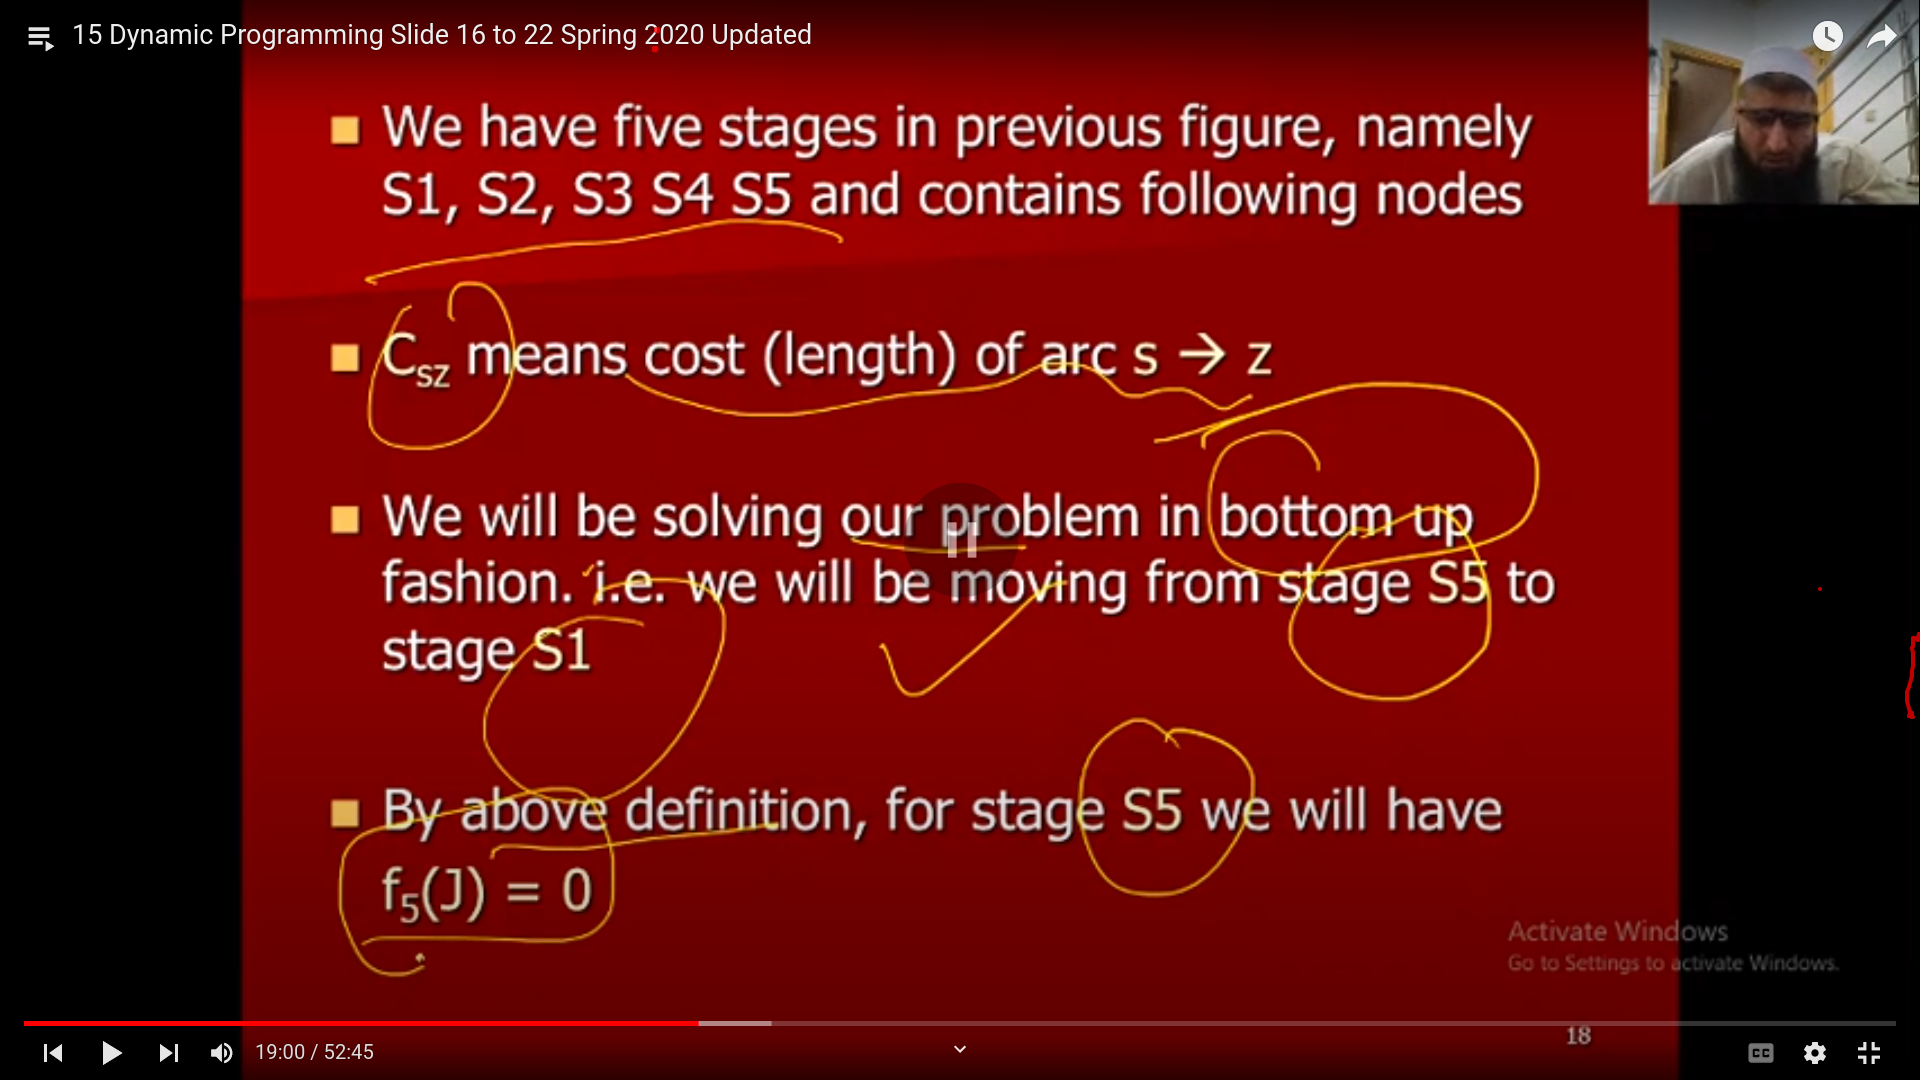 15 Dynamic Programming Slide 16 to 22 Spring 2020 Updated
We have five stages in previous figure, namely
S1, S2, S3 S4 S5 and contains following nodes
Csz means cost (length) of arc s → z
We will be solving our problem in bottom up
fashion. i.e. we will be moving from stage S5 to
stage S1
By above definition, for stage S5 we will have
f5(J) = 0
Activate Windows
Go to Settings to activate Windows.
18
19:00 / 52:45
CC